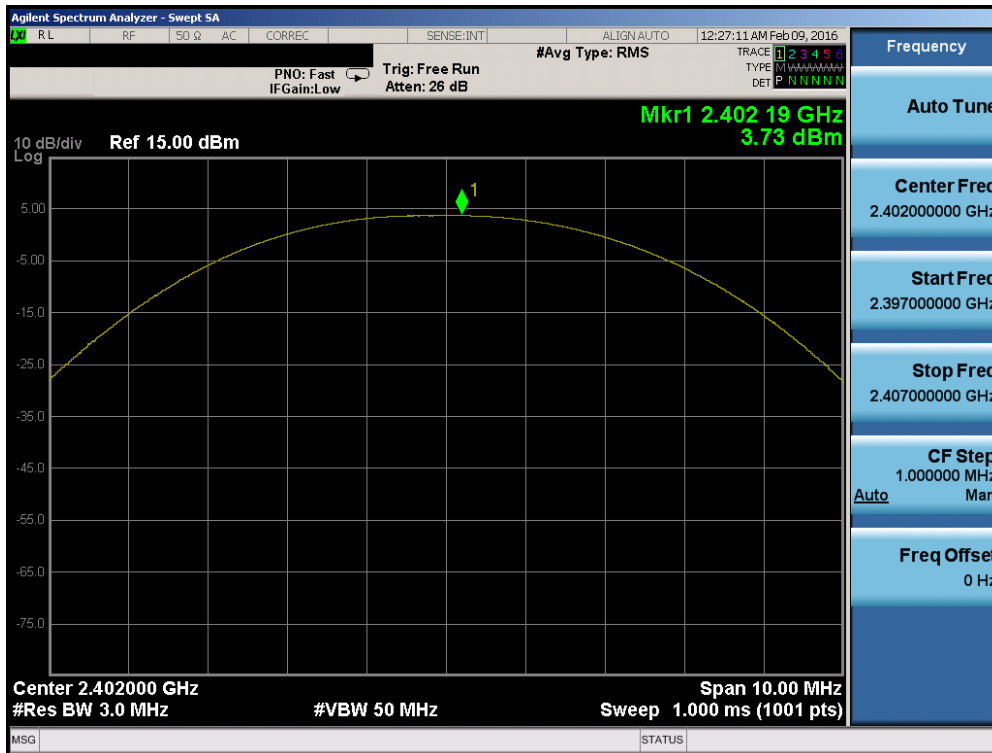 Agilent Spectrum Analyzer - Swept SA
LXI RL RF 50 Ω AC CORREC SENSE:INT ALIGN AUTO 12:27:11 AM Feb 09, 2016
PNO: Fast
IFGain:Low
Trig: Free Run
Atten: 26 dB
#Avg Type: RMS
TRACE 1 2 3 4 5 6
TYPE M WWWWW
DET P N N N N N
Mkr1 2.402 19 GHz
3.73 dBm
10 dB/div Ref 15.00 dBm
Log
1
5.00
-5.00
-15.0
-25.0
-35.0
-45.0
-55.0
-65.0
-75.0
Center 2.402000 GHz Span 10.00 MHz
#Res BW 3.0 MHz #VBW 50 MHz Sweep 1.000 ms (1001 pts)
MSG STATUS
Frequency
Auto Tune
Center Freq
2.402000000 GHz
Start Freq
2.397000000 GHz
Stop Freq
2.407000000 GHz
CF Step
1.000000 MHz
Auto Man
Freq Offset
0 Hz